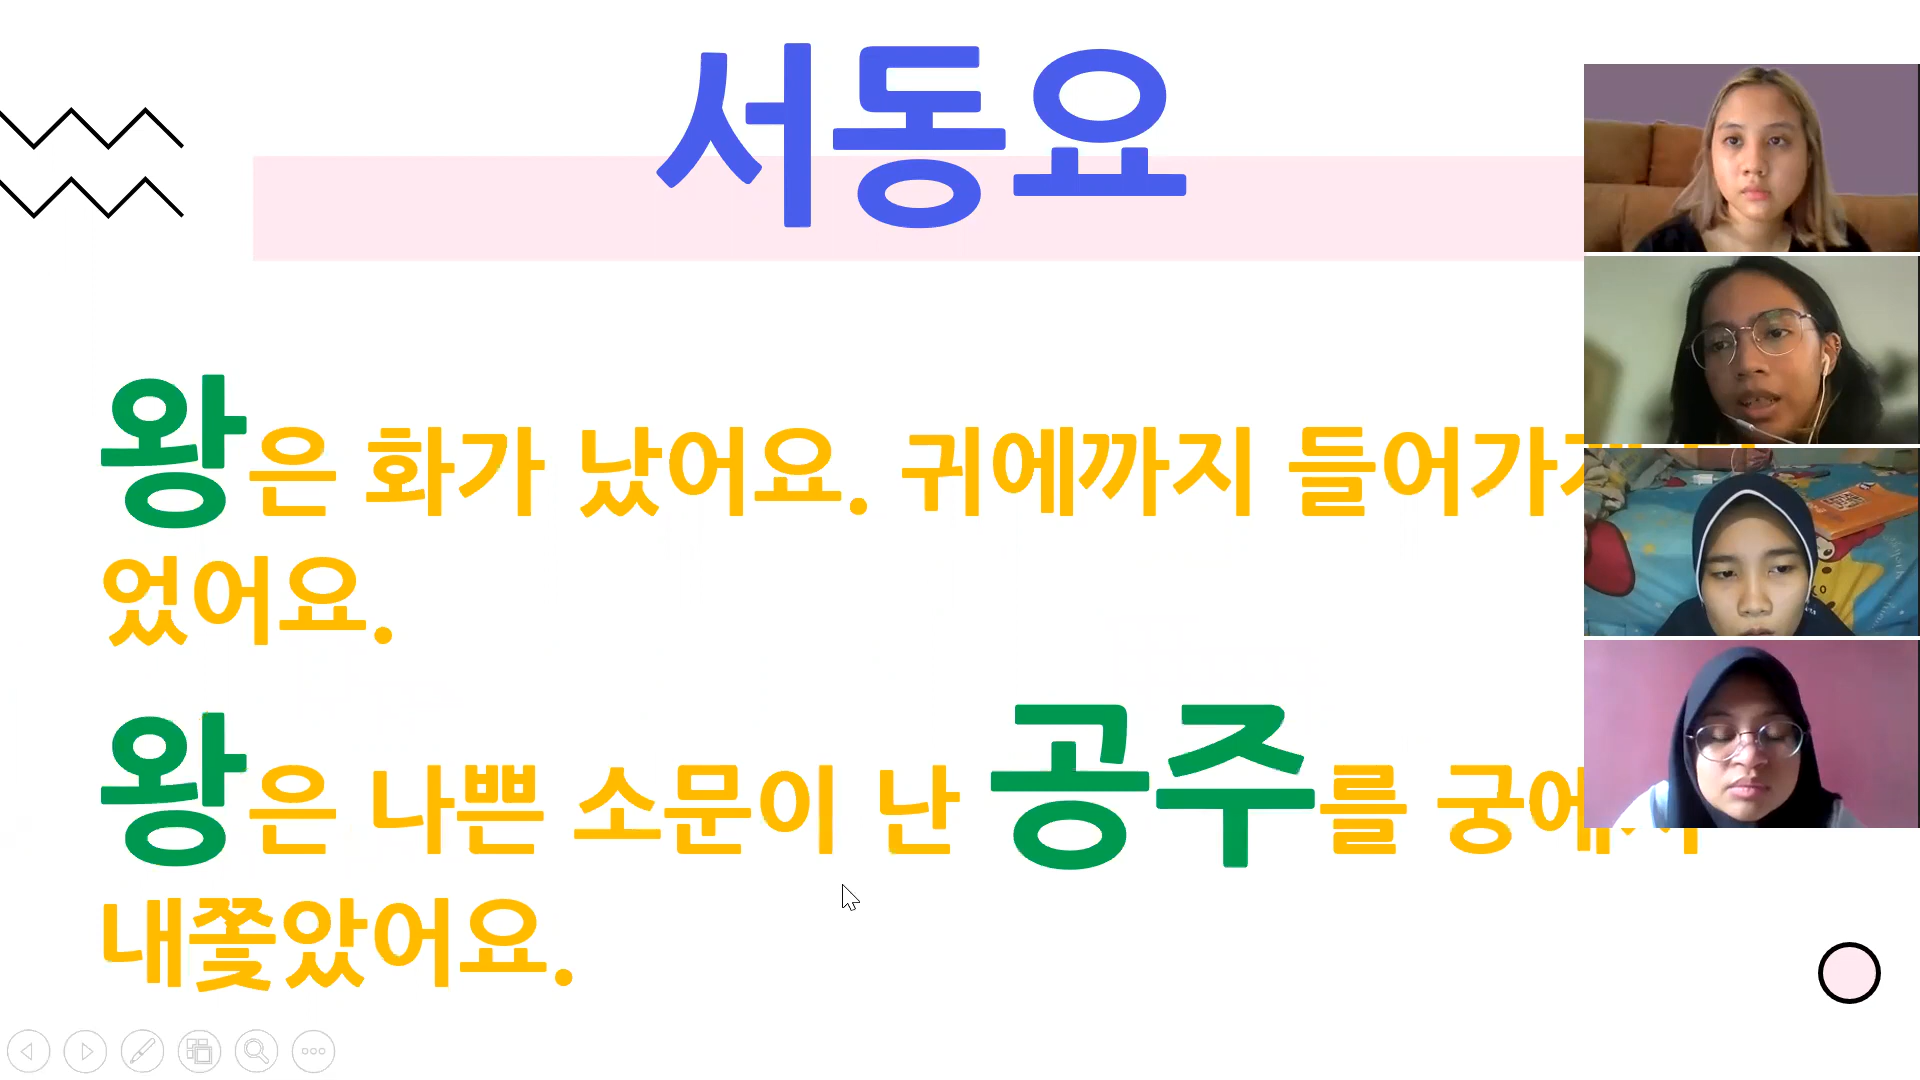 서동요
왕은 화가 났어요. 귀에까지 들어가게
었어요.
왕은 나쁜 소문이 난 공주를 궁에서
내쫓았어요.